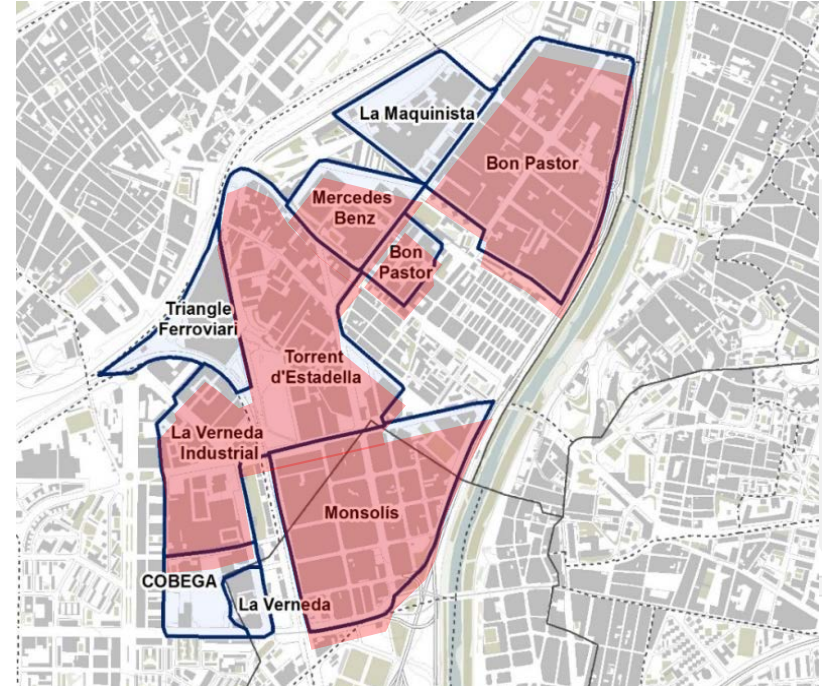 La Maquinista
Bon Pastor
Mercedes
Benz
Bon
Pastor
Triangle
Ferroviari
Torrent
d'Estadella
La Verneda
Industrial
Monsolís
COBEGA
La Verneda